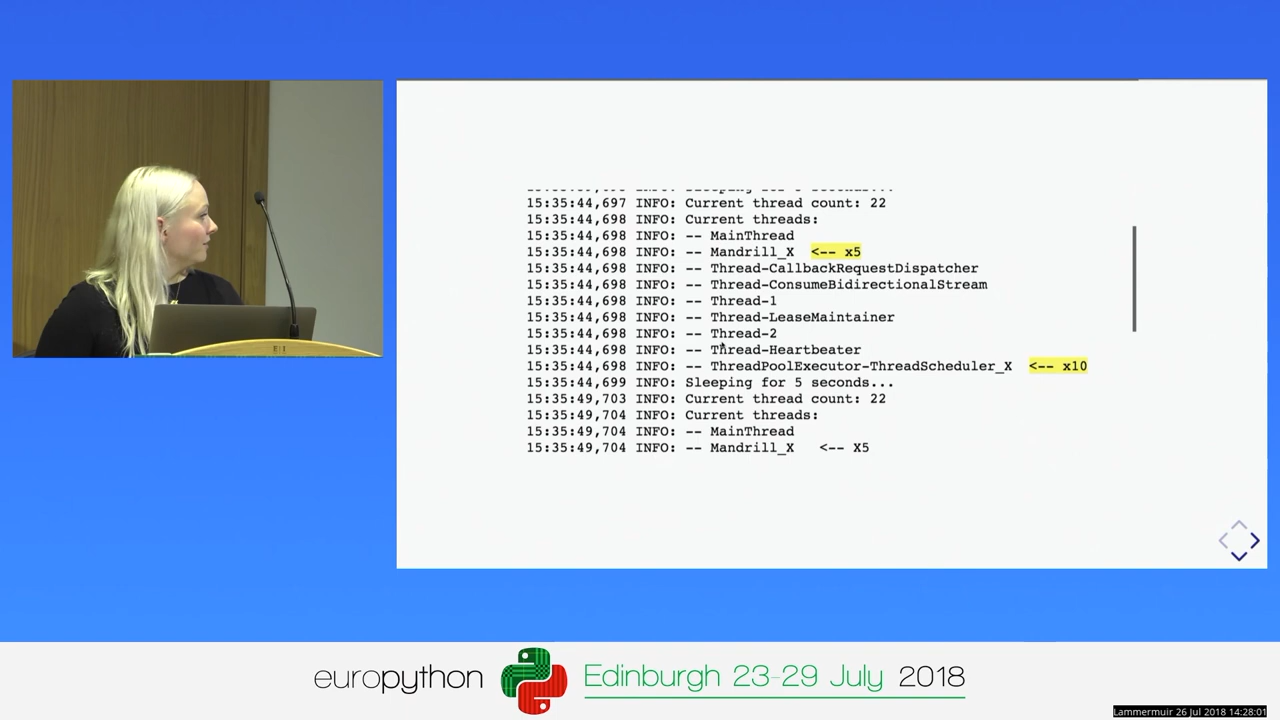 15:35:44,697 INFO: Current thread count: 22
15:35:44,698 INFO: Current threads:
15:35:44,698 INFO: -- MainThread
15:35:44,698 INFO: -- Mandrill_X  <-- x5
15:35:44,698 INFO: -- Thread-CallbackRequestDispatcher
15:35:44,698 INFO: -- Thread-ConsumeBidirectionalStream
15:35:44,698 INFO: -- Thread-1
15:35:44,698 INFO: -- Thread-LeaseMaintainer
15:35:44,698 INFO: -- Thread-2
15:35:44,698 INFO: -- Thread-Heartbeater
15:35:44,698 INFO: -- ThreadPoolExecutor-ThreadScheduler_X  <-- x10
15:35:44,699 INFO: Sleeping for 5 seconds...
15:35:49,703 INFO: Current thread count: 22
15:35:49,704 INFO: Current threads:
15:35:49,704 INFO: -- MainThread
15:35:49,704 INFO: -- Mandrill_X   <-- X5
europython Edinburgh 23-29 July 2018
Lammermuir 26 Jul 2018 14:28:01